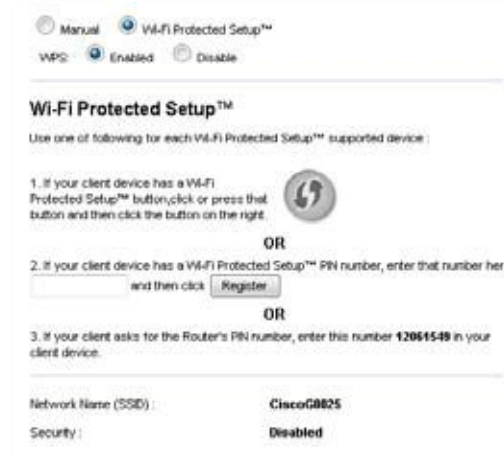 Manual Wi-Fi Protected Setup™
WPS: Enabled Disable
Wi-Fi Protected Setup™
Use one of following for each Wi-Fi Protected Setup™ supported device :
1. If your client device has a Wi-Fi
Protected Setup™ button,click or press that
button and then click the button on the right.
OR
2. If your client device has a Wi-Fi Protected Setup™ PIN number, enter that number her
and then click Register
OR
3. If your client asks for the Router's PIN number, enter this number 12061549 in your
client device.
Network Name (SSID) : CiscoG0025
Security : Disabled